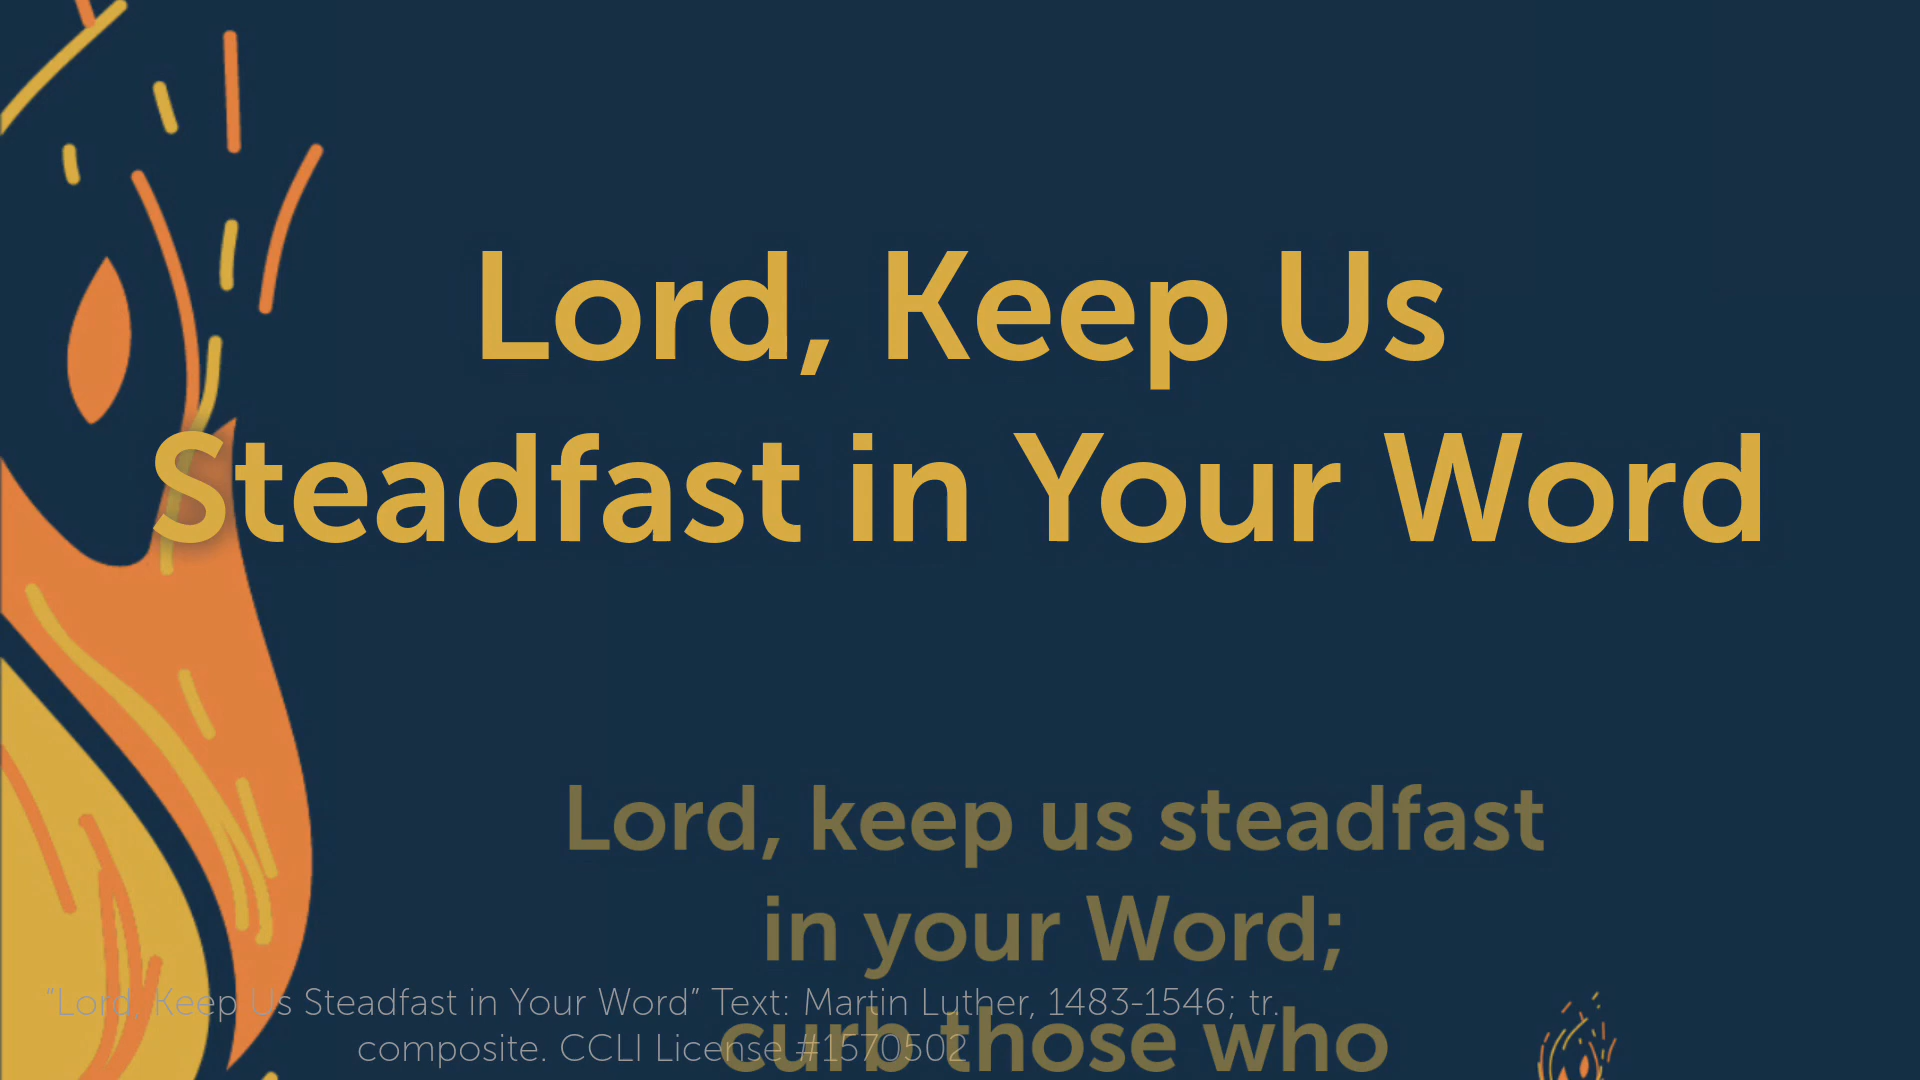 Lord, Keep Us
Steadfast in Your Word
Lord, keep us steadfast
in your Word;
curb those who
“Lord, Keep Us Steadfast in Your Word” Text: Martin Luther, 1483-1546; tr.
composite. CCLI License #1570502